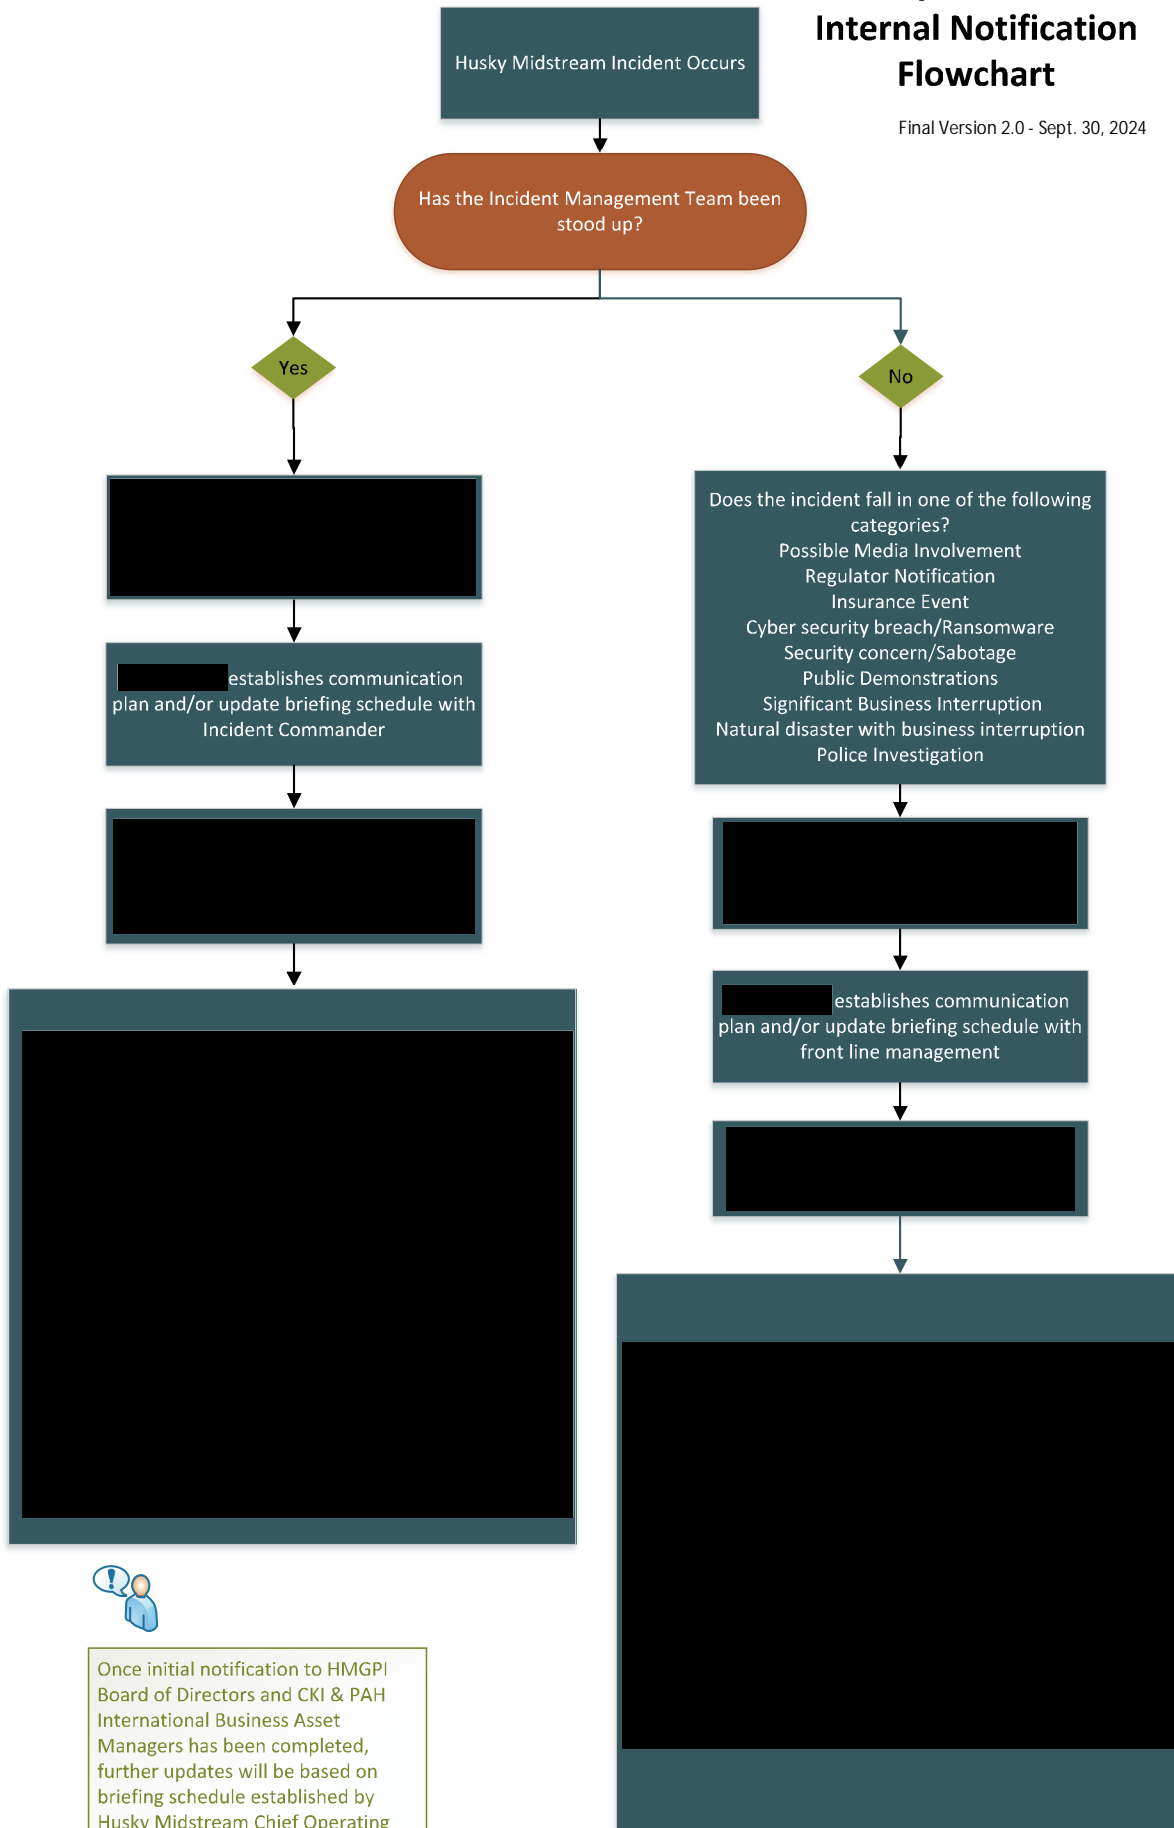 Internal Notification
Flowchart
Final Version 2.0 - Sept. 30, 2024
Husky Midstream Incident Occurs
Has the Incident Management Team been
stood up?
Yes
No
establishes communication
plan and/or update briefing schedule with
Incident Commander
Does the incident fall in one of the following
categories?
Possible Media Involvement
Regulator Notification
Insurance Event
Cyber security breach/Ransomware
Security concern/Sabotage
Public Demonstrations
Significant Business Interruption
Natural disaster with business interruption
Police Investigation
establishes communication
plan and/or update briefing schedule with
front line management
Once initial notification to HMGPI
Board of Directors and CKI & PAH
International Business Asset
Managers has been completed,
further updates will be based on
briefing schedule established by
Husky Midstream Chief Operating